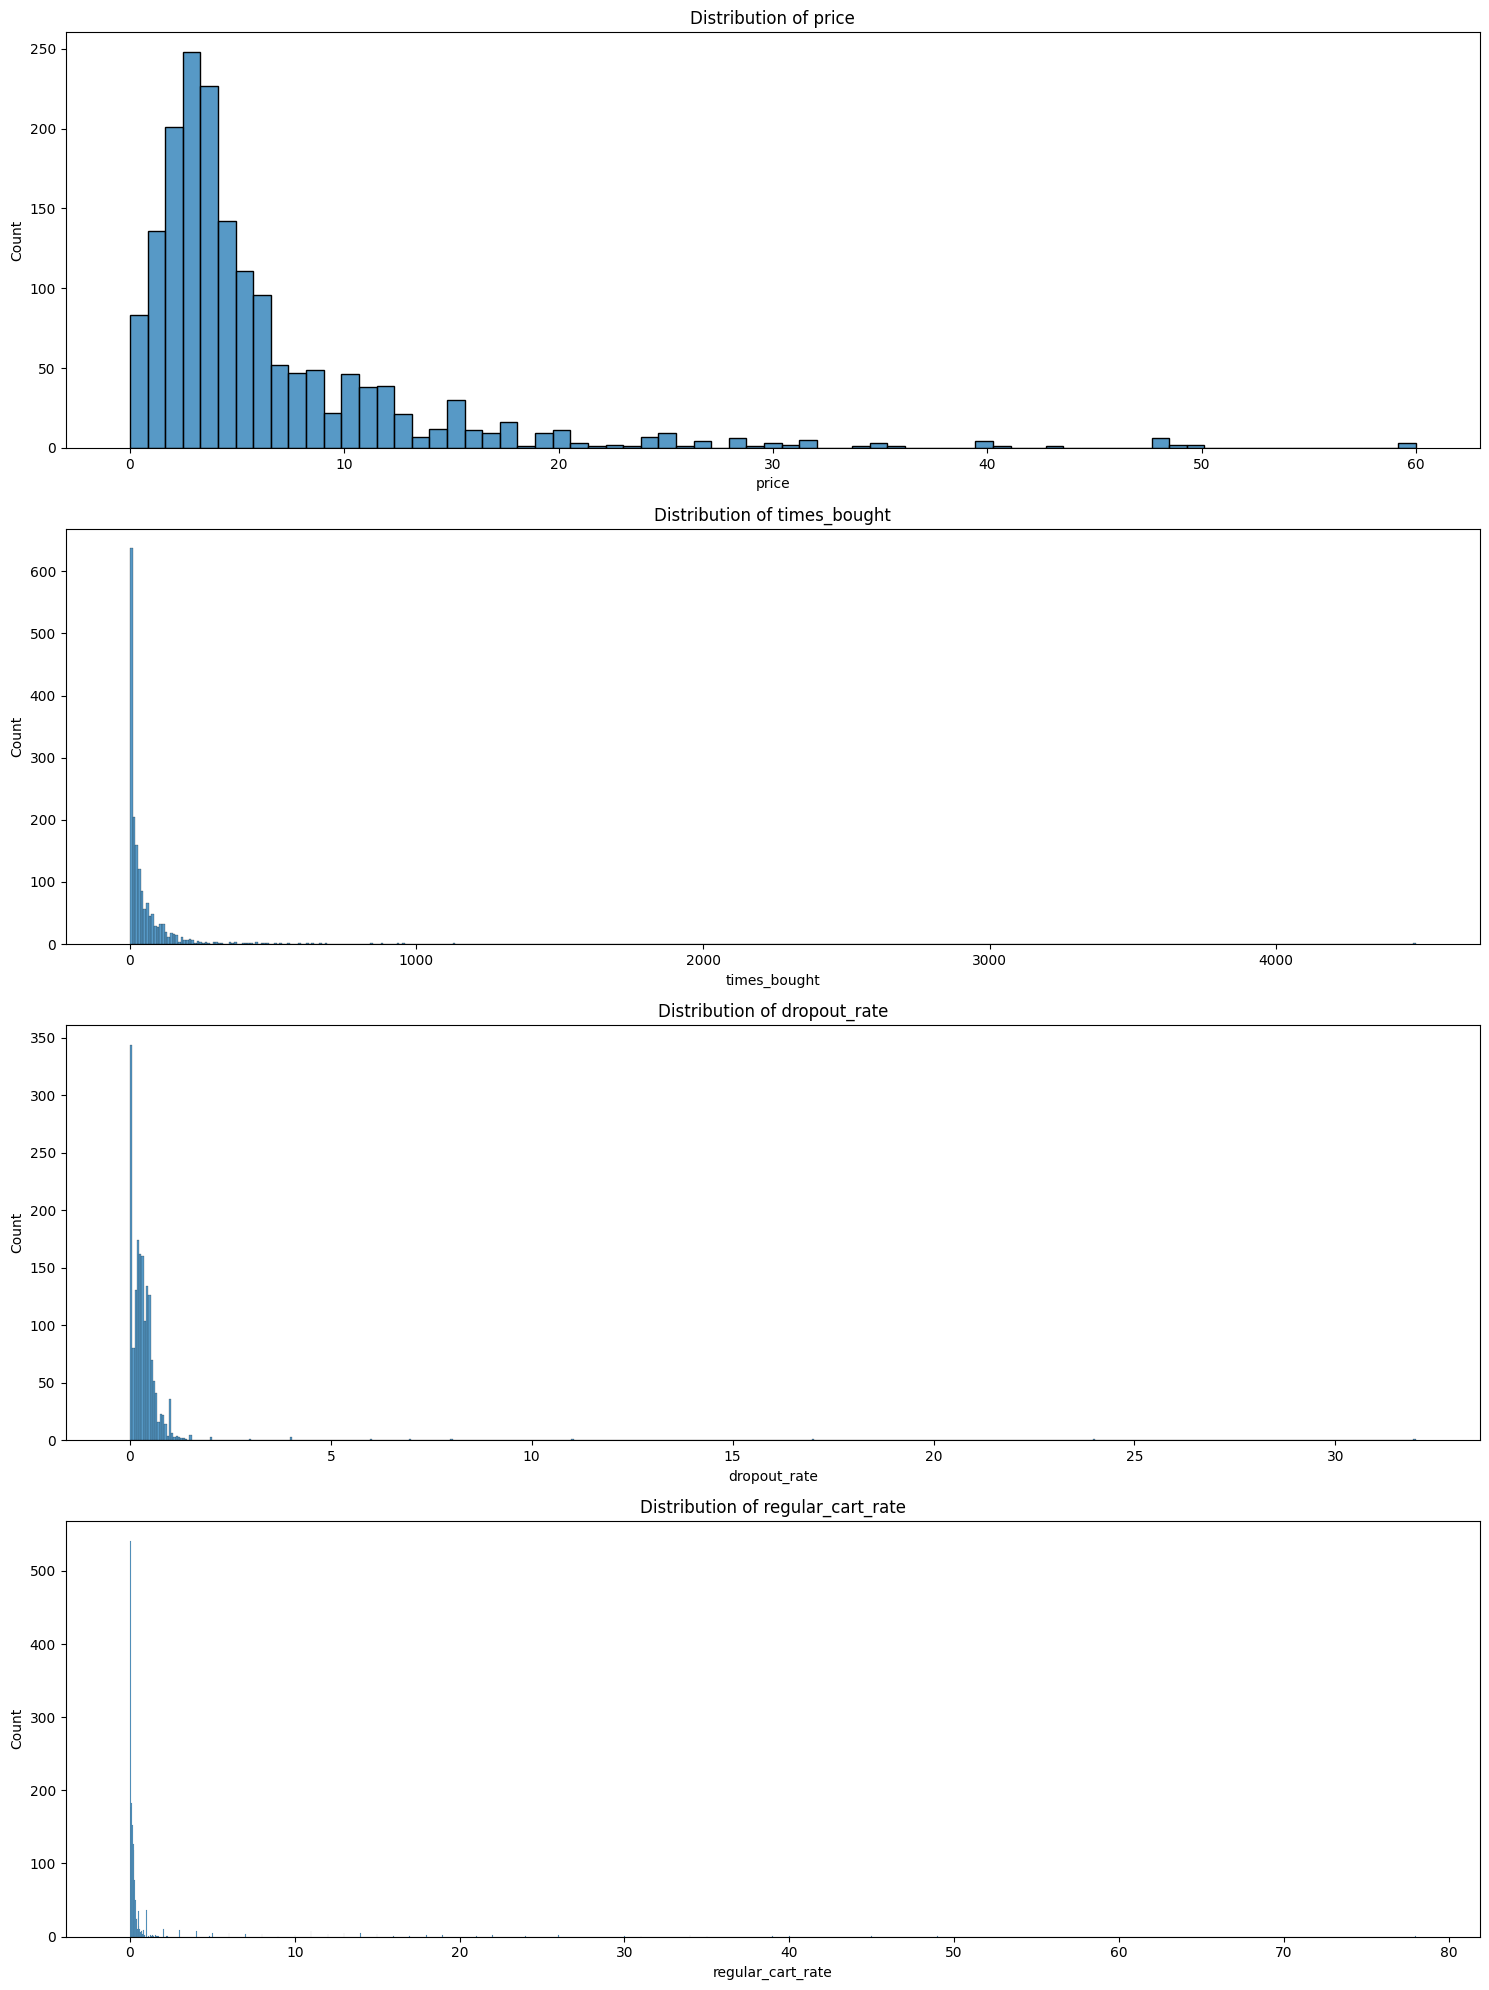 Distribution of price
250
200
150
100
50
0
Count
0 10 20 30 40 50 60
price
Distribution of times_bought
600
500
400
300
200
100
0
Count
0 1000 2000 3000 4000
times_bought
Distribution of dropout_rate
350
300
250
200
150
100
50
0
Count
0 5 10 15 20 25 30
dropout_rate
Distribution of regular_cart_rate
500
400
300
200
100
0
Count
0 10 20 30 40 50 60 70 80
regular_cart_rate